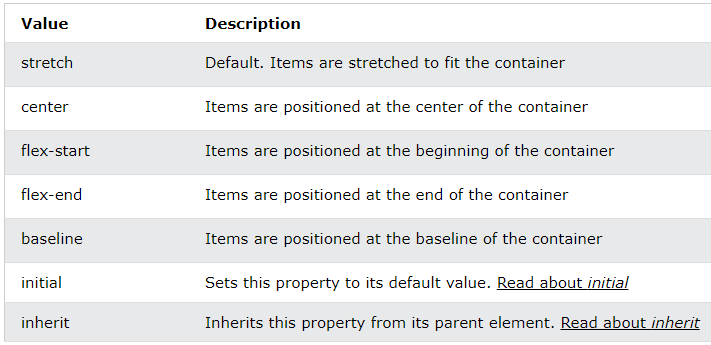 Value Description
stretch Default. Items are stretched to fit the container
center Items are positioned at the center of the container
flex-start Items are positioned at the beginning of the container
flex-end Items are positioned at the end of the container
baseline Items are positioned at the baseline of the container
initial Sets this property to its default value. Read about initial
inherit Inherits this property from its parent element. Read about inherit